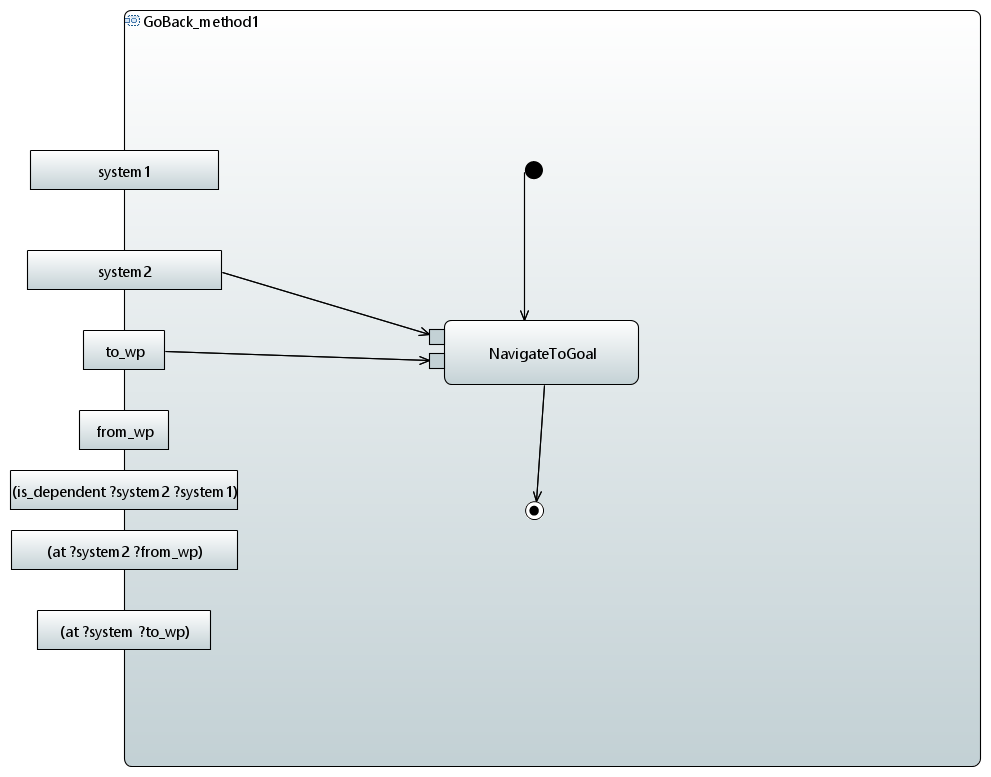 GoBack_method1
system1
system2
to_wp
NavigateToGoal
from_wp
(is_dependent ?system2 ?system1)
(at ?system2 ?from_wp)
(at ?system ?to_wp)